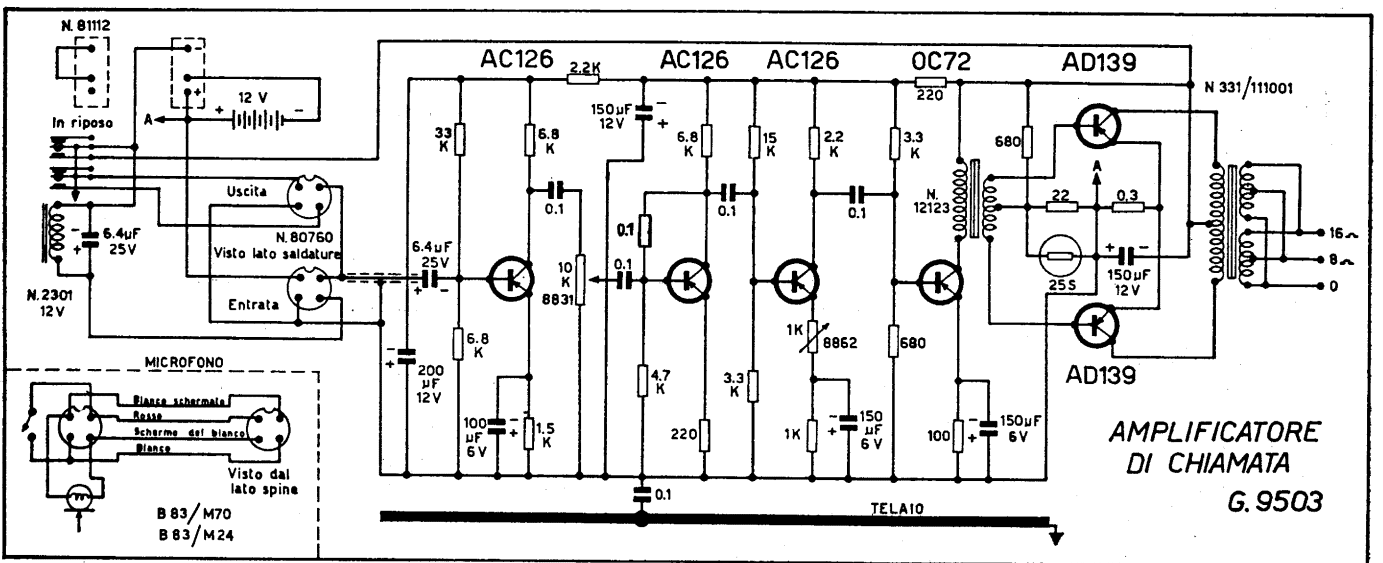 N. 81112
-
+
12 V
+ -
A
In riposo
Uscita
N.80760
Visto lato saldature
Entrata
- +
6.4µF
25V
N.2301
12V
AC126
2.2K
AC126
AC126
OC72
220
AD139
N 331/111001
33
K
6.8
K
150µF
12V
- +
6.8
K
15
K
2.2
K
3.3
K
680
A
0.1
0.1
0.1
N.
12123
22
0,3
6.4µF
25V
+ -
10
K
8831
0.1
0.1
25S
+ -
150µF
12V
16
8
0
6.8
K
1K
8862
680
- +
200
µF
12V
4.7
K
3.3
K
AD139
100
µF
6V
- +
1.5
K
220
1K
- +
150
µF
6V
100
- +
150µF
6V
0.1
TELAIO
MICROFONO
Bianco schermato
Rosso
Schermo del bianco
Bianco
Visto dal
lato spine
B 83/M70
B 83/M24
AMPLIFICATORE
DI CHIAMATA
G. 9503